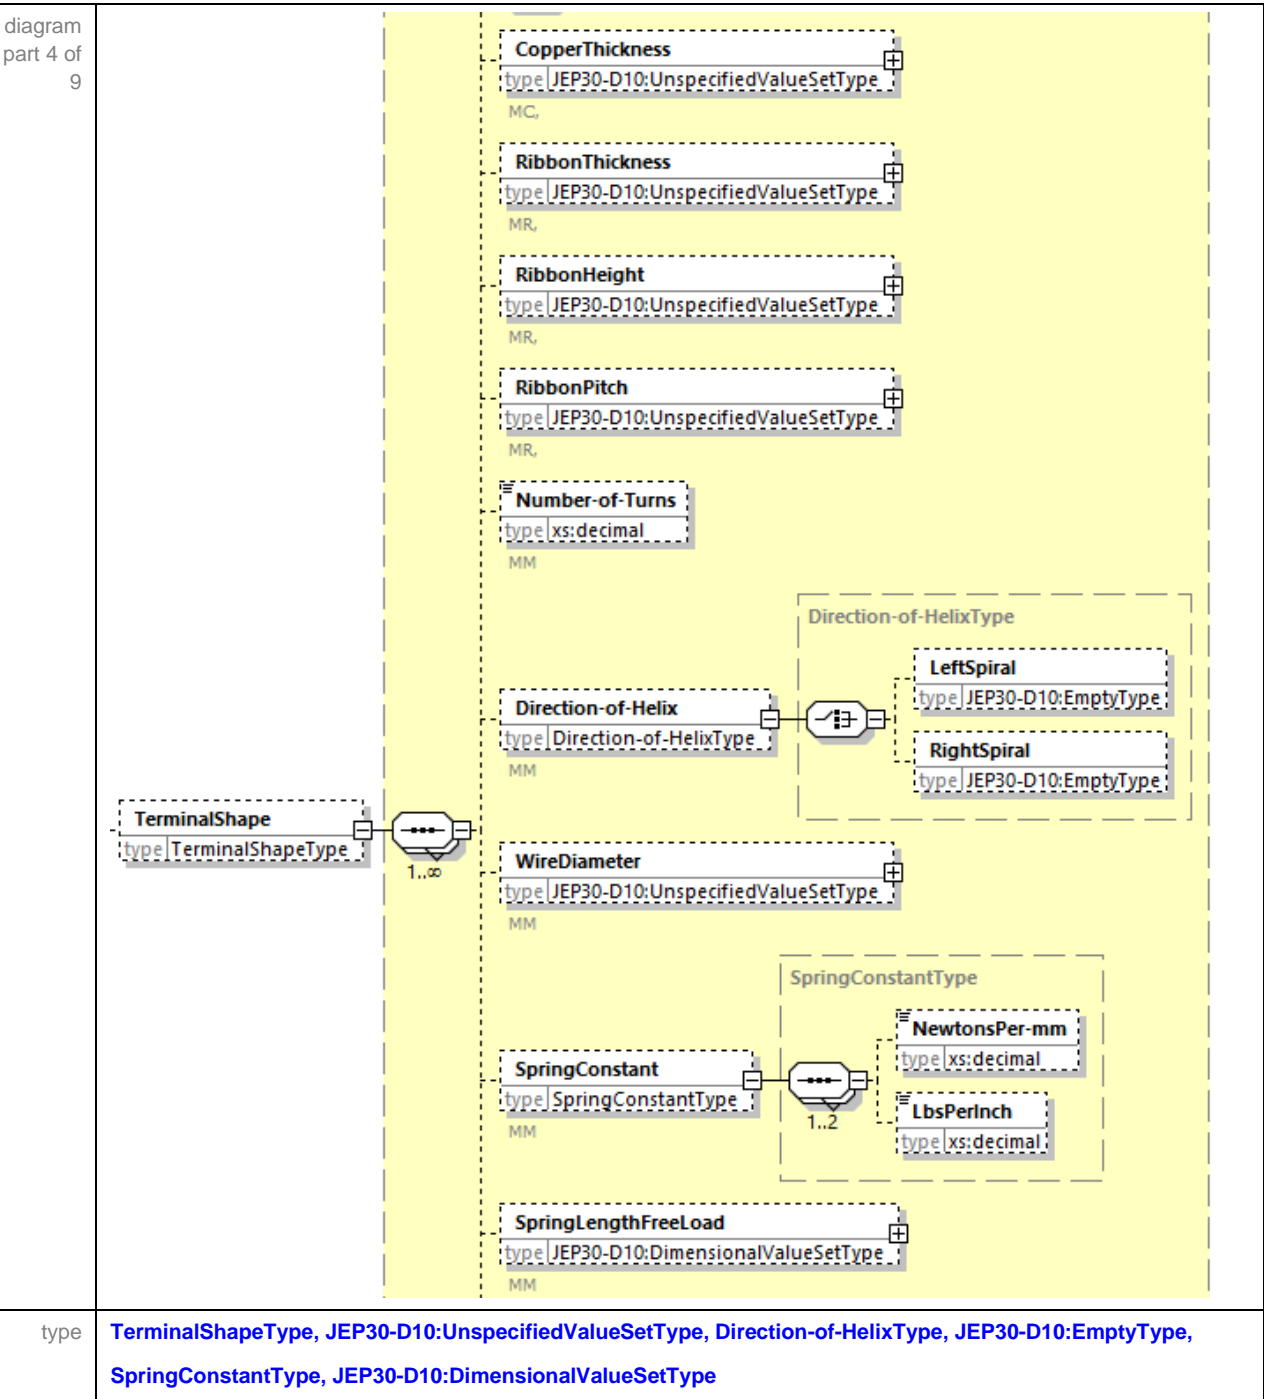 diagram
part 4 of
9
CopperThickness
type JEP30-D10:UnspecifiedValueSetType
MC,
RibbonThickness
type JEP30-D10:UnspecifiedValueSetType
MR,
RibbonHeight
type JEP30-D10:UnspecifiedValueSetType
MR,
RibbonPitch
type JEP30-D10:UnspecifiedValueSetType
MR,
Number-of-Turns
type xs:decimal
MM
Direction-of-HelixType
LeftSpiral
type JEP30-D10:EmptyType
Direction-of-Helix
type Direction-of-HelixType
MM
RightSpiral
type JEP30-D10:EmptyType
TerminalShape
type TerminalShapeType
1..∞
WireDiameter
type JEP30-D10:UnspecifiedValueSetType
MM
SpringConstantType
NewtonsPer-mm
type xs:decimal
SpringConstant
type SpringConstantType
MM
1..2
LbsPerInch
type xs:decimal
SpringLengthFreeLoad
type JEP30-D10:DimensionalValueSetType
MM
type
TerminalShapeType, JEP30-D10:UnspecifiedValueSetType, Direction-of-HelixType, JEP30-D10:EmptyType,
SpringConstantType, JEP30-D10:DimensionalValueSetType